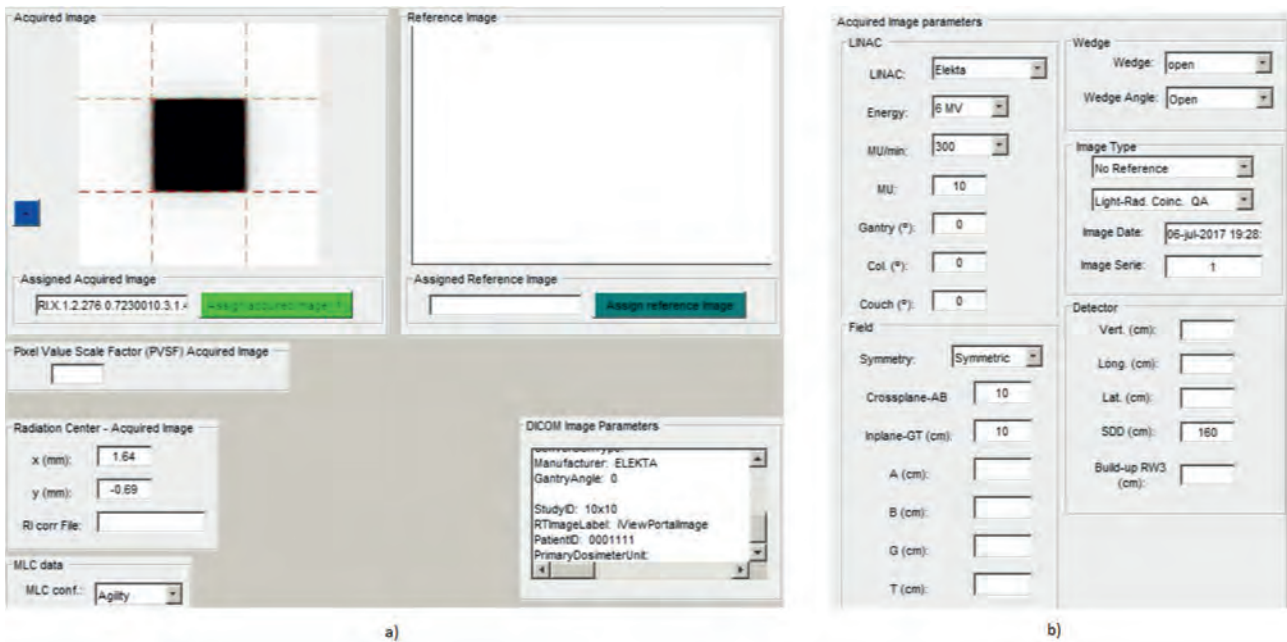 Acquired Image
Reference Image
Assigned Acquired Image
RI.X.1.2.276.0.7230010.3.1.4
Assigned Reference Image
Assign reference Image
Pixel Value Scale Factor (PVSF) Acquired Image
Radiation Center - Acquired Image
x (mm): 1.64
y (mm): -0.69
RI corr File:
MLC data
MLC conf.: Agility
DICOM Image Parameters
Manufacturer: ELEKTA
GantryAngle: 0
StudyID: 10x10
RTImageLabel: iViewPortalImage
PatientID: 0001111
PrimaryDosimeterUnit:
a)
Acquired Image parameters
LINAC
LINAC: Elekta
Energy: 6 MV
MU/min: 300
MU: 10
Gantry (º): 0
Col. (º): 0
Couch (º): 0
Field
Symmetry: Symmetric
Crossplane-AB 10
Inplane-GT (cm): 10
A (cm):
B (cm):
G (cm):
T (cm):
Wedge
Wedge: open
Wedge Angle: Open
Image Type
No Reference
Light-Rad. Coinc. QA
Image Date: 06-jul-2017 19:28:
Image Serie: 1
Detector
Vert. (cm):
Long. (cm):
Lat. (cm):
SDD (cm): 160
Build-up RW3
(cm):
b)